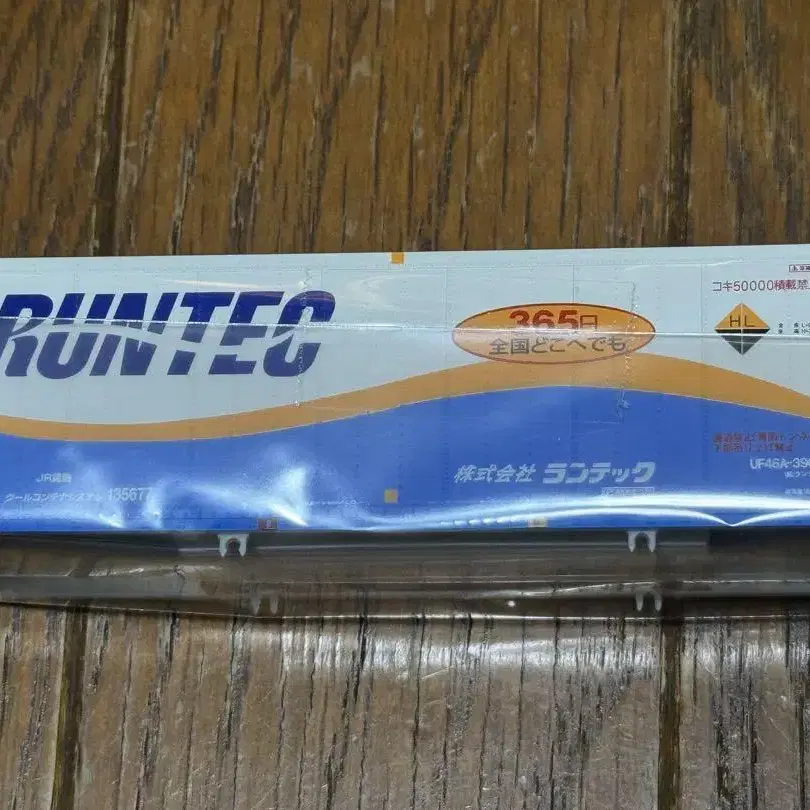 RUNTEC
365日
全国どこへでも
コキ50000積載禁
HL
株式会社 ランテック
JR貨物
クールコンテナシステム 135677
UF46A-39